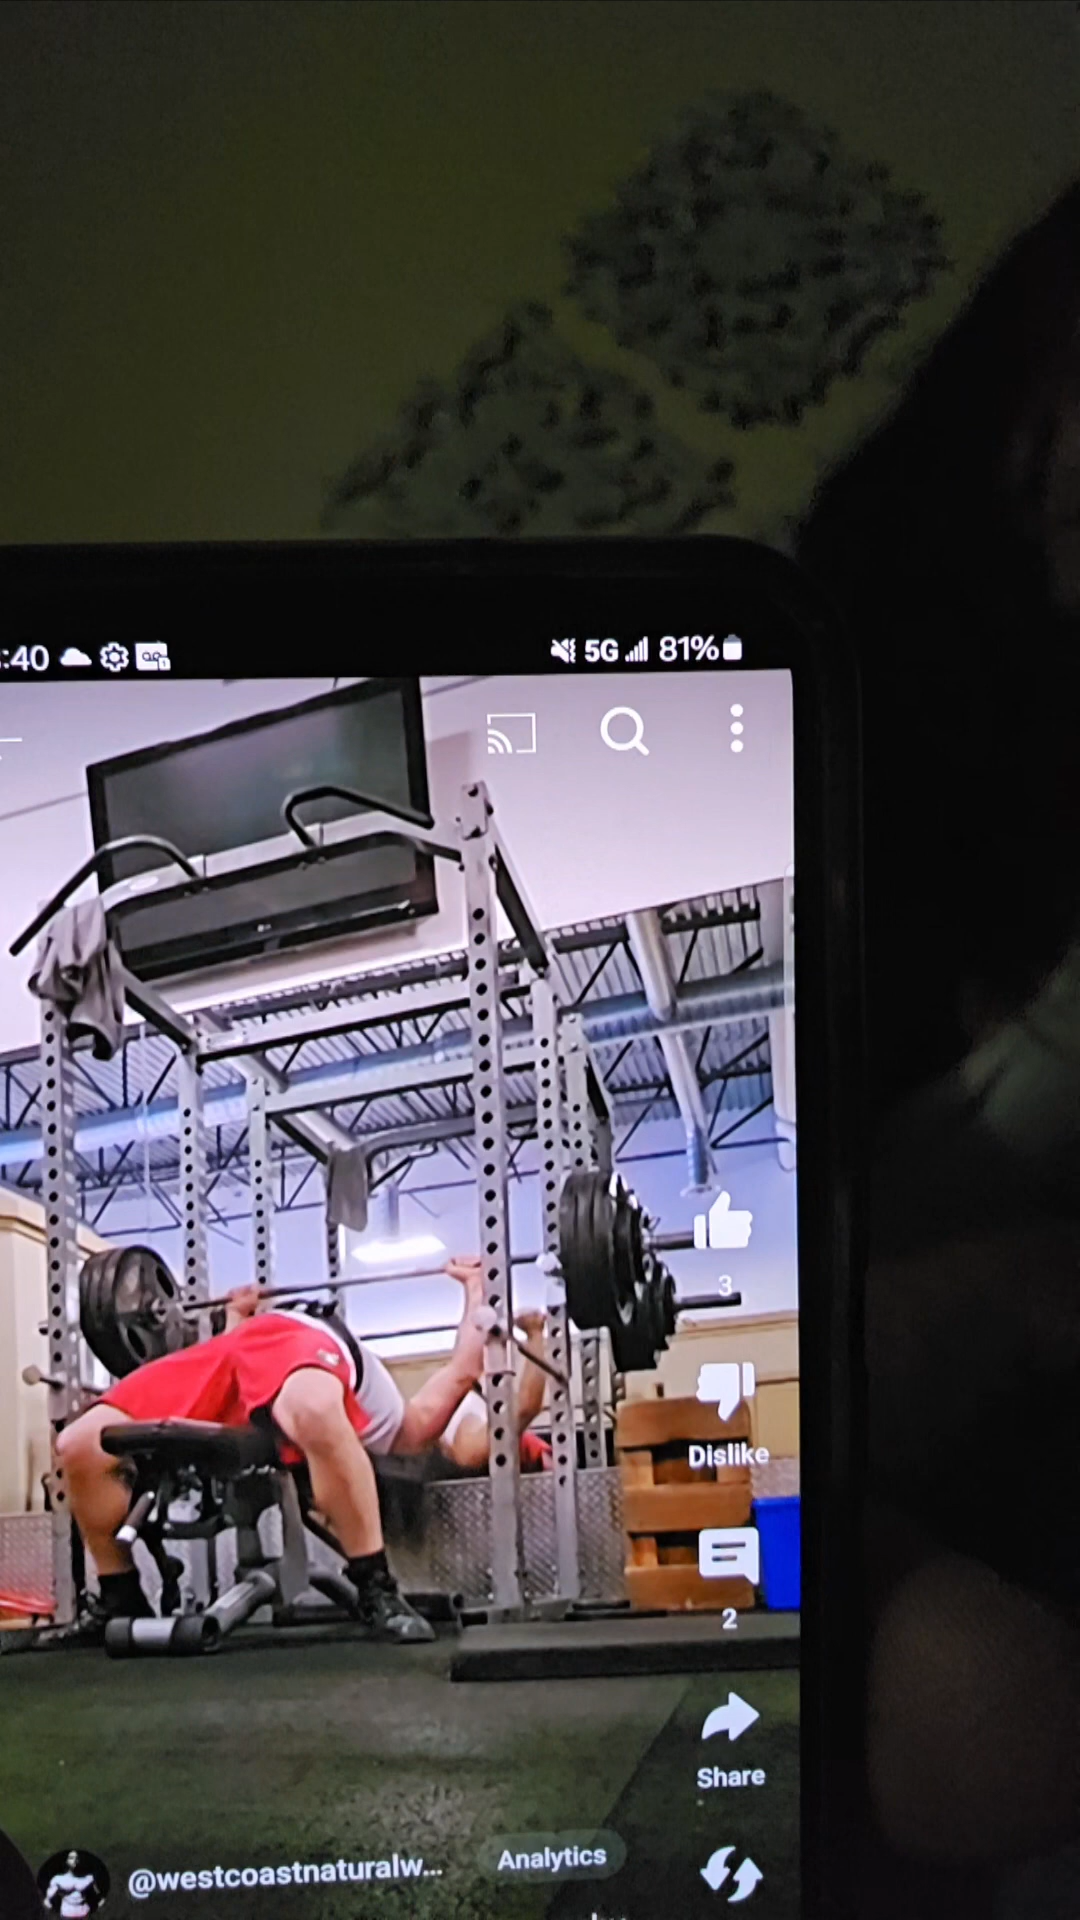 :40 5G 81%
3
Dislike
2
Share
@westcoastnaturalw... Analytics